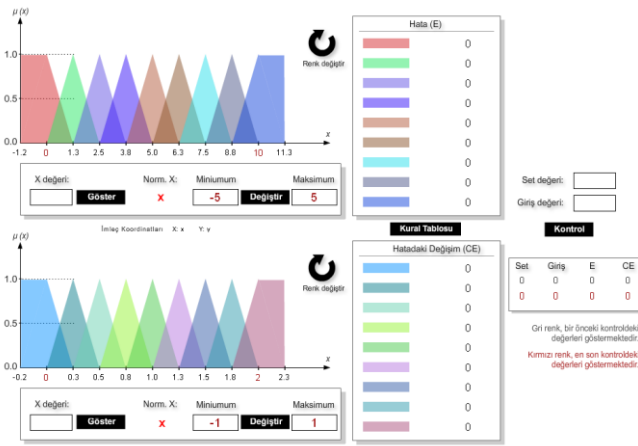 μ (x)
1.0
0.5
0.0
-1.2 0 1.3 2.5 3.8 5.0 6.3 7.5 8.8 10 11.3
x
Renk değiştir
X değeri: Norm. X: Miniumum Maksimum
Göster x -5 Değiştir 5
İmleç Koordinatları X: x Y: y
Hata (E)
0
0
0
0
0
0
0
0
0
Kural Tablosu
Set değeri:
Giriş değeri:
Kontrol
μ (x)
1.0
0.5
0.0
-0.2 0 0.3 0.5 0.8 1.0 1.3 1.5 1.8 2 2.3
x
Renk değiştir
X değeri: Norm. X: Miniumum Maksimum
Göster x -1 Değiştir 1
Hatadaki Değişim (CE)
0
0
0
0
0
0
0
0
0
Set Giriş E CE
0 0 0 0
0 0 0 0
Gri renk, bir önceki kontroldeki
değerleri göstermektedir.
Kırmızı renk, en son kontroldeki
değerleri göstermektedir.